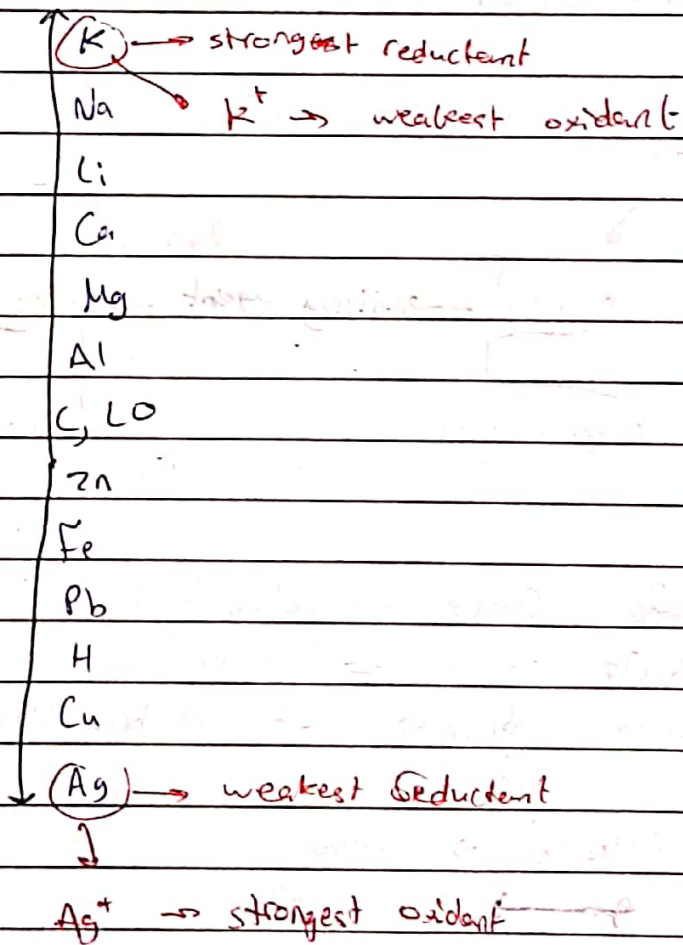 K → strongest reductant
Na K⁺ → weakest oxidant
Li
Ca
Mg
Al
C, CO
Zn
Fe
Pb
H
Cu
Ag → weakest reductant
Ag⁺ → strongest oxidant